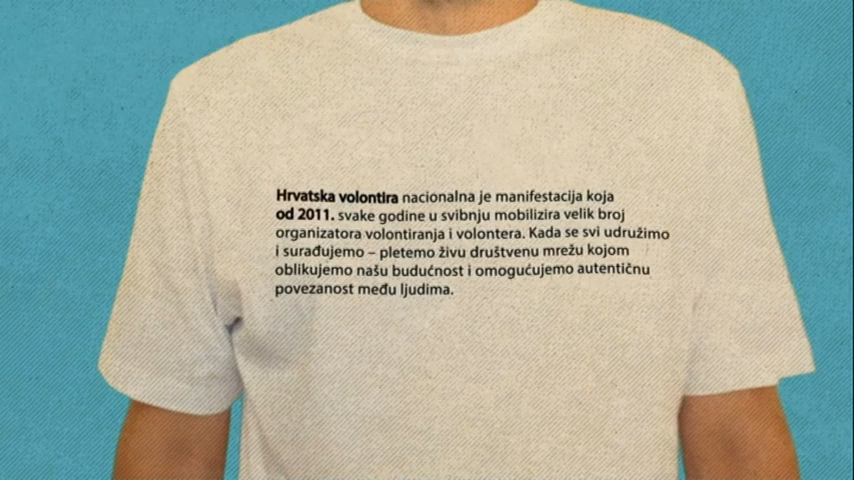 Hrvatska volontira nacionalna je manifestacija koja
od 2011. svake godine u svibnju mobilizira velik broj
organizatora volontiranja i volontera. Kada se svi udružimo
i surađujemo – pletemo živu društvenu mrežu kojom
oblikujemo našu budućnost i omogućujemo autentičnu
povezanost među ljudima.